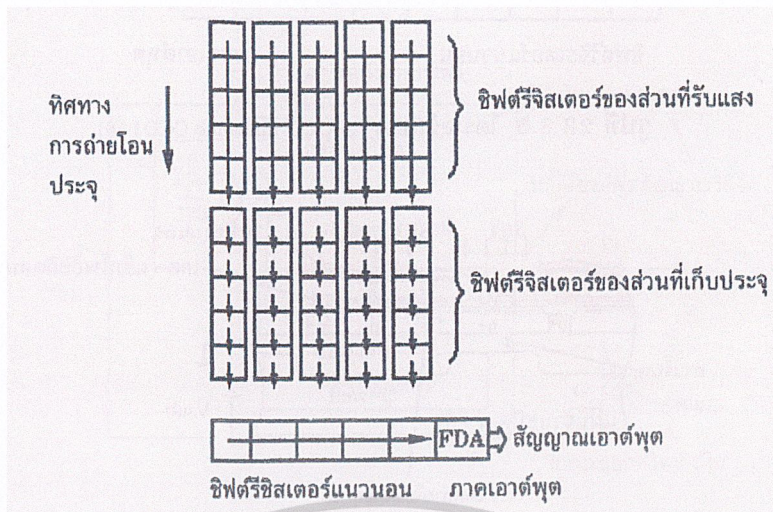 ทิศทาง
การถ่ายโอน
ประจุ
ชิฟต์รีจิสเตอร์ของส่วนที่รับแสง
ชิฟต์รีจิสเตอร์ของส่วนที่เก็บประจุ
FDA
สัญญาณเอาต์พุต
ชิฟต์รีซิสเตอร์แนวนอน
ภาคเอาต์พุต